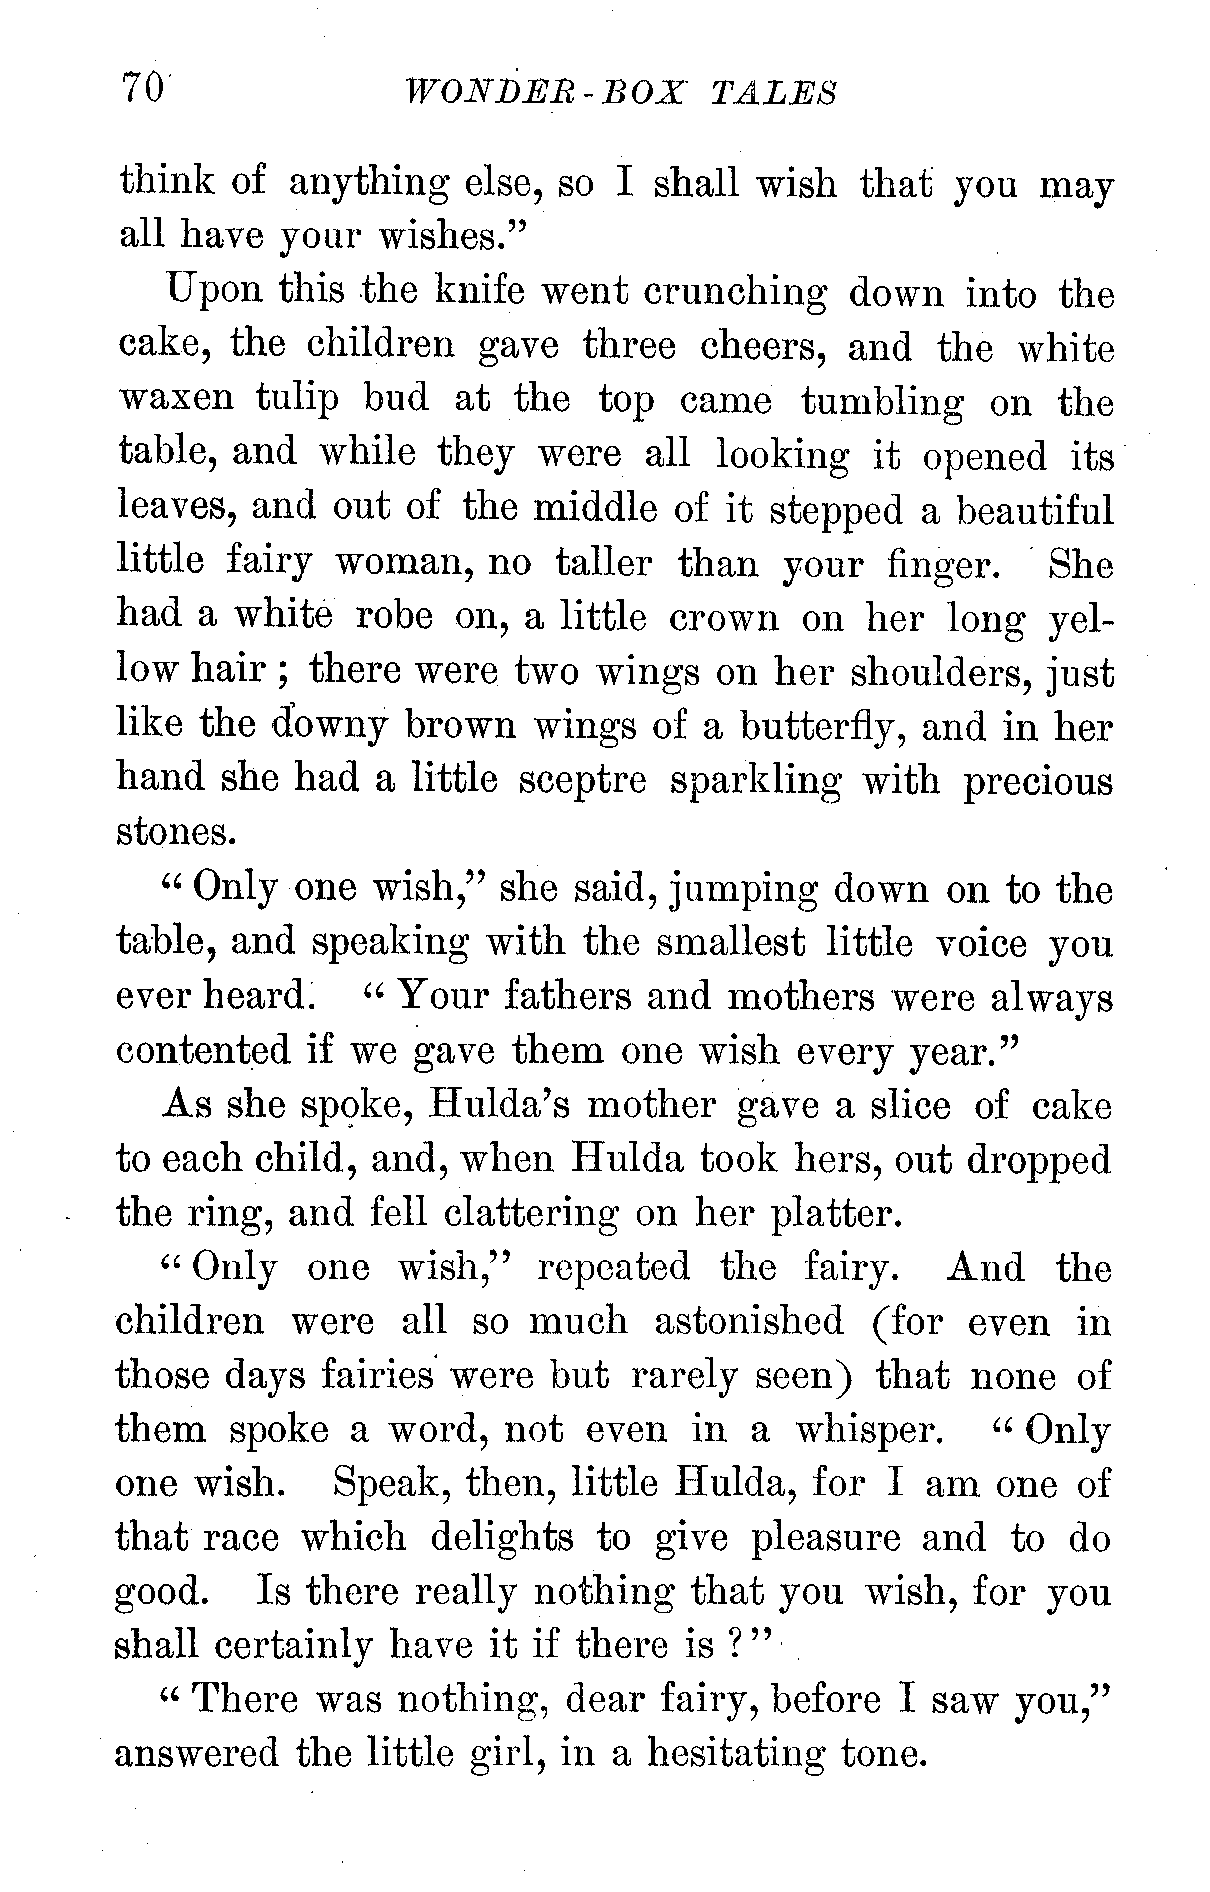 70 WONDER-BOX TALES
think of anything else, so I shall wish that you may
all have your wishes.”
Upon this the knife went crunching down into the
cake, the children gave three cheers, and the white
waxen tulip bud at the top came tumbling on the
table, and while they were all looking it opened its
leaves, and out of the middle of it stepped a beautiful
little fairy woman, no taller than your finger. She
had a white robe on, a little crown on her long yel-
low hair ; there were two wings on her shoulders, just
like the downy brown wings of a butterfly, and in her
hand she had a little sceptre sparkling with precious
stones.
“ Only one wish,” she said, jumping down on to the
table, and speaking with the smallest little voice you
ever heard. “ Your fathers and mothers were always
contented if we gave them one wish every year.”
As she spoke, Hulda’s mother gave a slice of cake
to each child, and, when Hulda took hers, out dropped
the ring, and fell clattering on her platter.
“ Only one wish,” repeated the fairy. And the
children were all so much astonished (for even in
those days fairies were but rarely seen) that none of
them spoke a word, not even in a whisper. “ Only
one wish. Speak, then, little Hulda, for I am one of
that race which delights to give pleasure and to do
good. Is there really nothing that you wish, for you
shall certainly have it if there is ? ”
“ There was nothing, dear fairy, before I saw you,”
answered the little girl, in a hesitating tone.